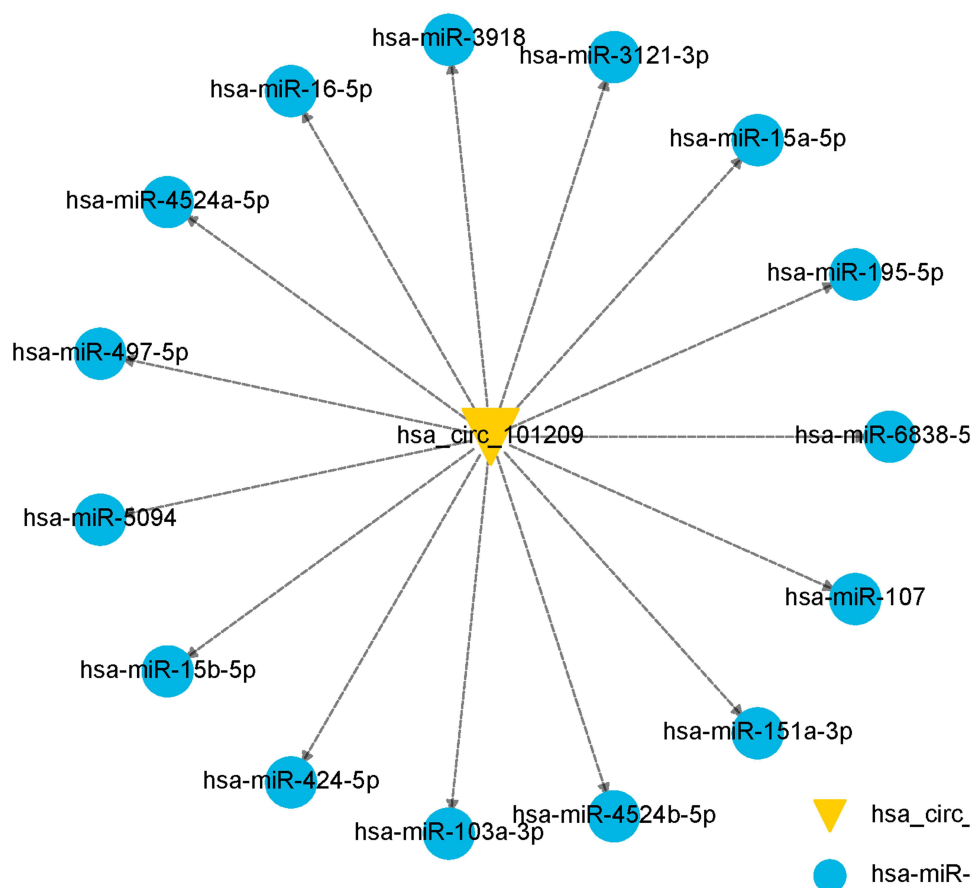 hsa-miR-3918
hsa-miR-3121-3p
hsa-miR-16-5p
hsa-miR-15a-5p
hsa-miR-4524a-5p
hsa-miR-195-5p
hsa-miR-497-5p
hsa_circ_101209
hsa-miR-6838-5
hsa-miR-5094
hsa-miR-107
hsa-miR-15b-5p
hsa-miR-151a-3p
hsa-miR-424-5p
hsa-miR-4524b-5p
hsa-miR-103a-3p
hsa_circ_
hsa-miR-